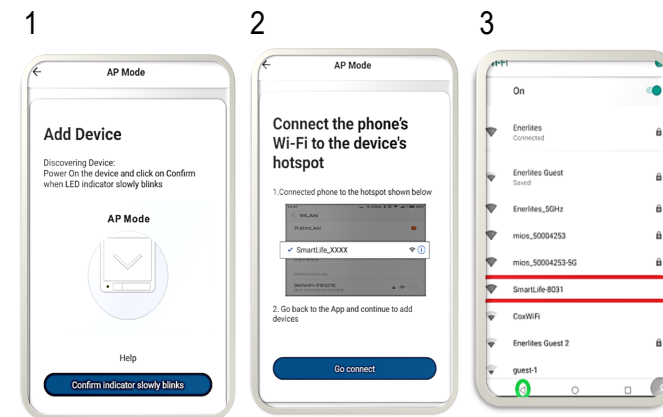 1
2
3
AP Mode
Add Device
Discovering Device:
Power On the device and click on Confirm
when LED indicator slowly blinks
AP Mode
Help
Confirm indicator slowly blinks
AP Mode
Connect the phone's
Wi-Fi to the device's
hotspot
1.Connected phone to the hotspot shown below
WLAN
SmartLife_XXXX
2. Go back to the App and continue to add
devices
Go connect
On
Enerlites
Connected
Enerlites Guest
Saved
Enerlites_5GHz
mios_50004253
mios_50004253-5G
SmartLife-8031
CoxWiFi
Enerlites Guest 2
guest-1